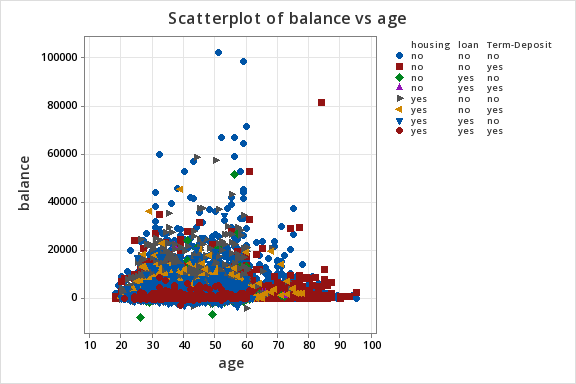 Scatterplot of balance vs age
housing loan Term-Deposit
no no no
no no yes
no yes no
no yes yes
yes no no
yes no yes
yes yes no
yes yes yes
balance
100000
80000
60000
40000
20000
0
10 20 30 40 50 60 70 80 90 100
age